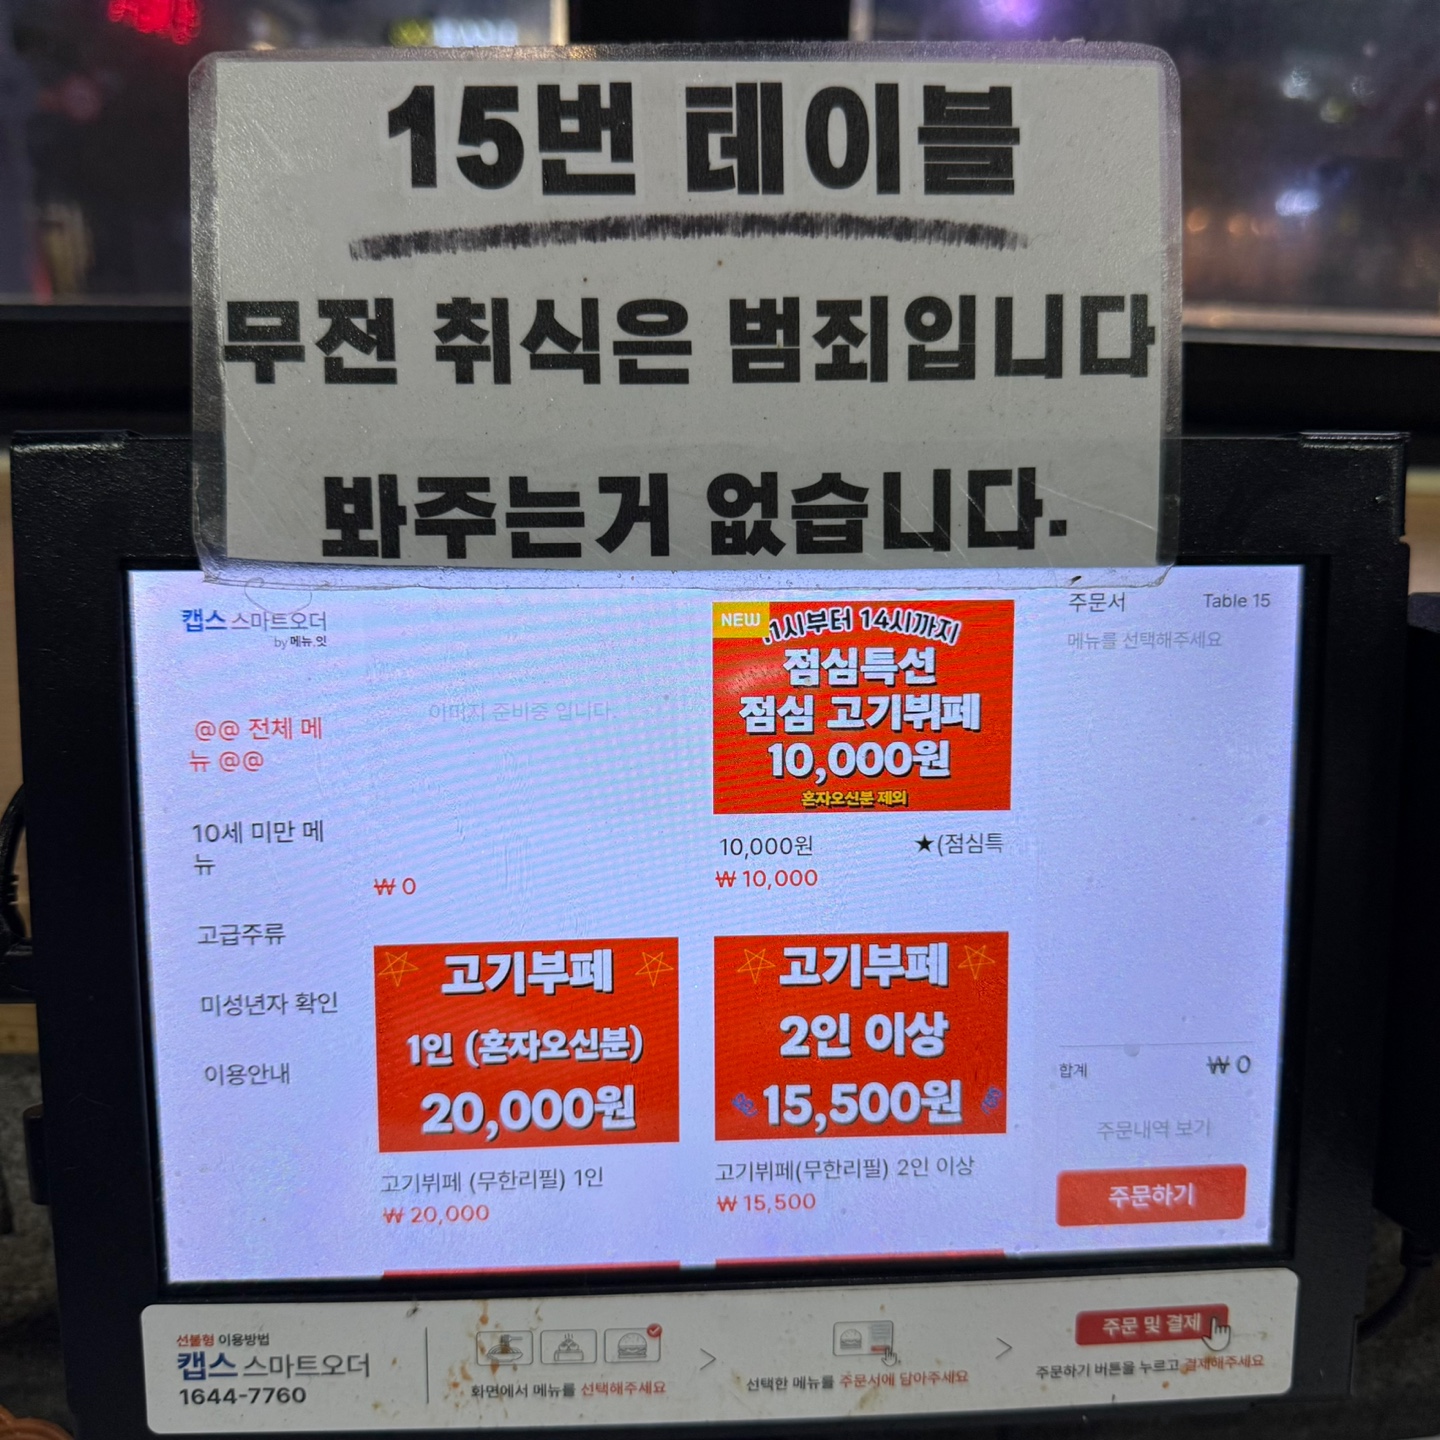 15번 테이블
무전 취식은 범죄입니다
봐주는거 없습니다.
캡스 스마트오더
by 메뉴잇
@@ 전체 메
뉴 @@
10세 미만 메
뉴
고급주류
미성년자 확인
이용안내
이미지 준비중 입니다.
₩ 0
NEW
11시부터 14시까지
점심특선
점심 고기뷔페
10,000원
혼자오신분 제외
10,000원 ★(점심특
₩ 10,000
고기부페
1인 (혼자오신분)
20,000원
고기뷔페 (무한리필) 1인
₩ 20,000
고기부페
2인 이상
15,500원
고기뷔페(무한리필) 2인 이상
₩ 15,500
주문서 Table 15
메뉴를 선택해주세요
합계 ₩ 0
주문내역 보기
주문하기
선불형 이용방법
캡스 스마트오더
1644-7760
화면에서 메뉴를 선택해주세요
선택한 메뉴를 주문서에 담아주세요
주문 및 결제
주문하기 버튼을 누르고 결제해주세요